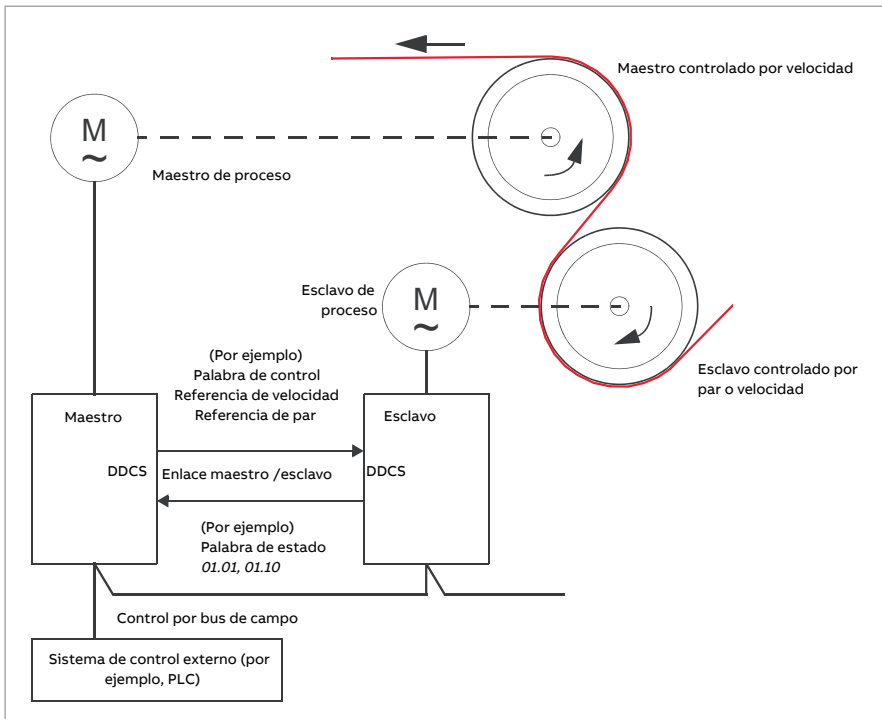 Maestro controlado por velocidad
M
~
Maestro de proceso
Esclavo de
proceso
M
~
(Por ejemplo)
Palabra de control
Referencia de velocidad
Referencia de par
Esclavo controlado por
par o velocidad
Maestro
Esclavo
DDCS
Enlace maestro /esclavo
DDCS
(Por ejemplo)
Palabra de estado
01.01, 01.10
Control por bus de campo
Sistema de control externo (por
ejemplo, PLC)